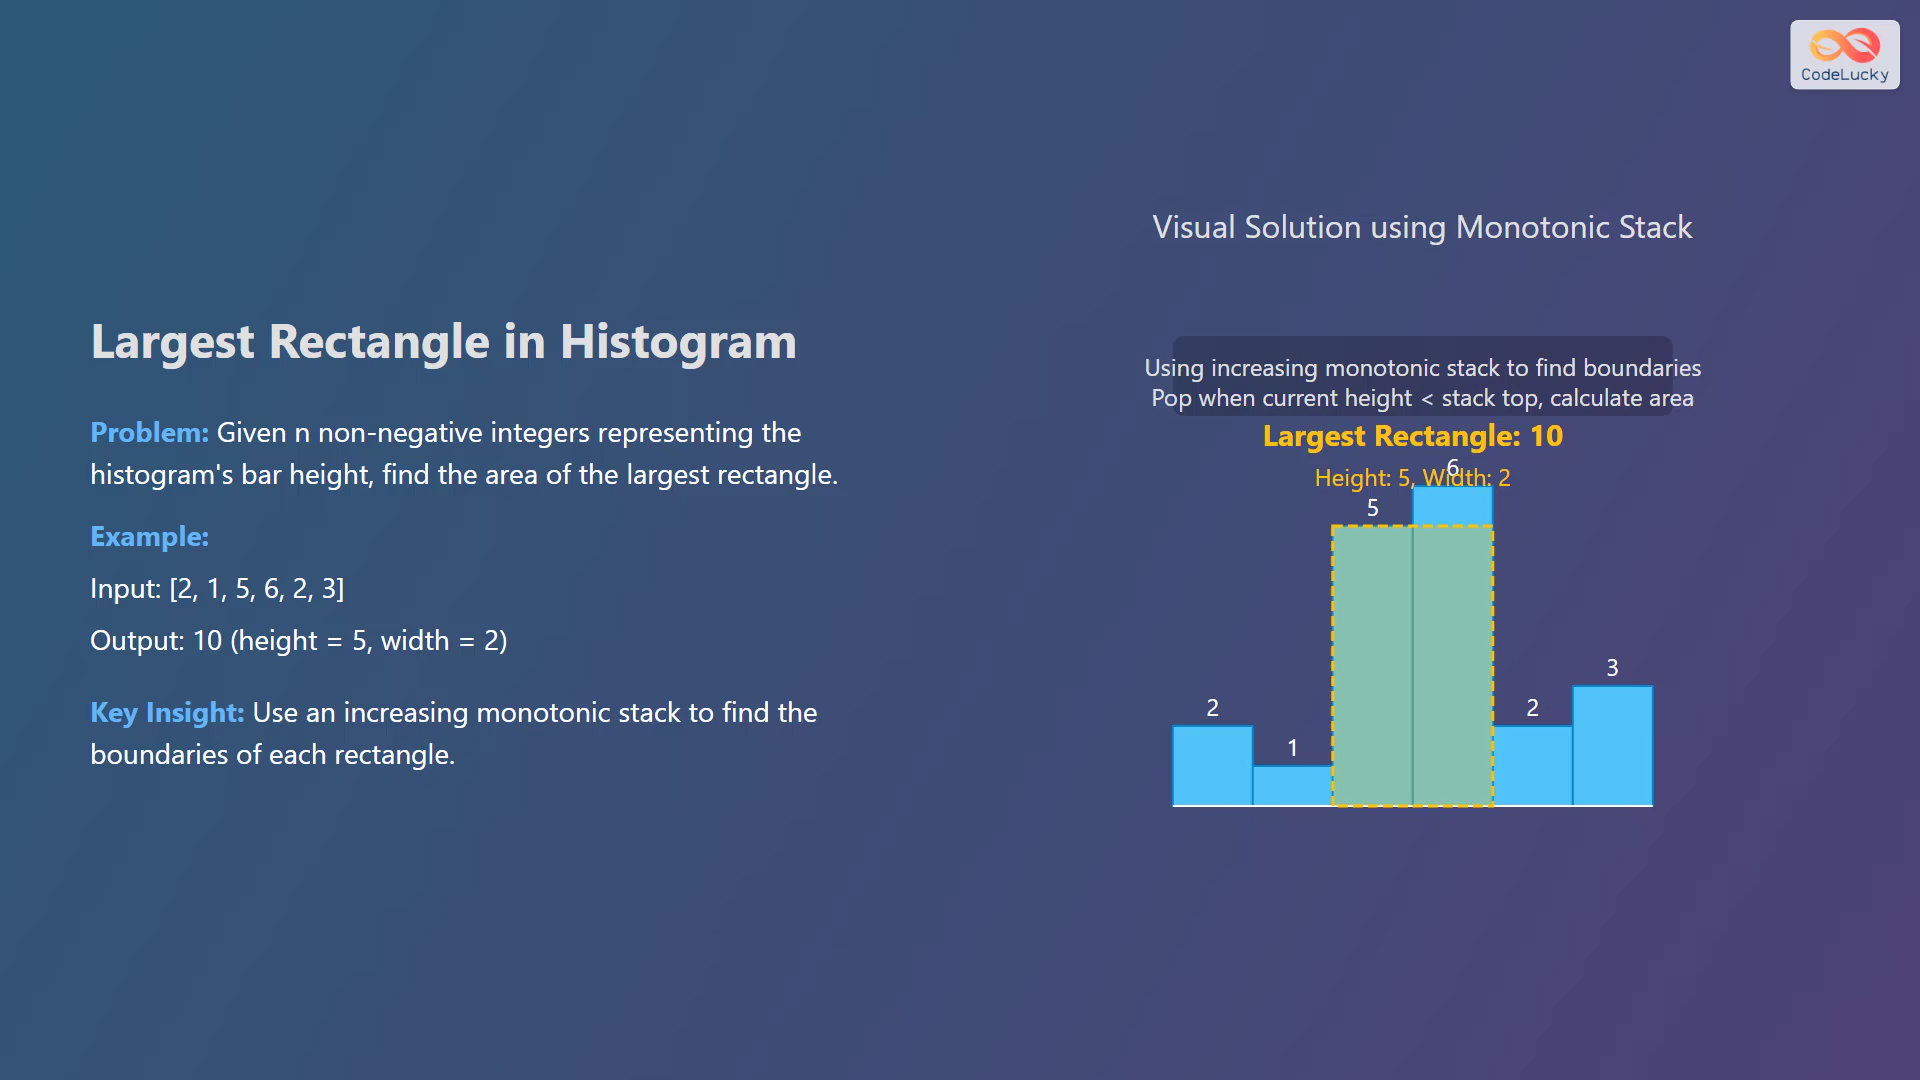 CodeLucky
Largest Rectangle in Histogram
Problem: Given n non-negative integers representing the
histogram's bar height, find the area of the largest rectangle.
Example:
Input: [2, 1, 5, 6, 2, 3]
Output: 10 (height = 5, width = 2)
Key Insight: Use an increasing monotonic stack to find the
boundaries of each rectangle.
Visual Solution using Monotonic Stack
Using increasing monotonic stack to find boundaries
Pop when current height < stack top, calculate area
Largest Rectangle: 10
Height: 5, Width: 2
2
1
5
6
2
3